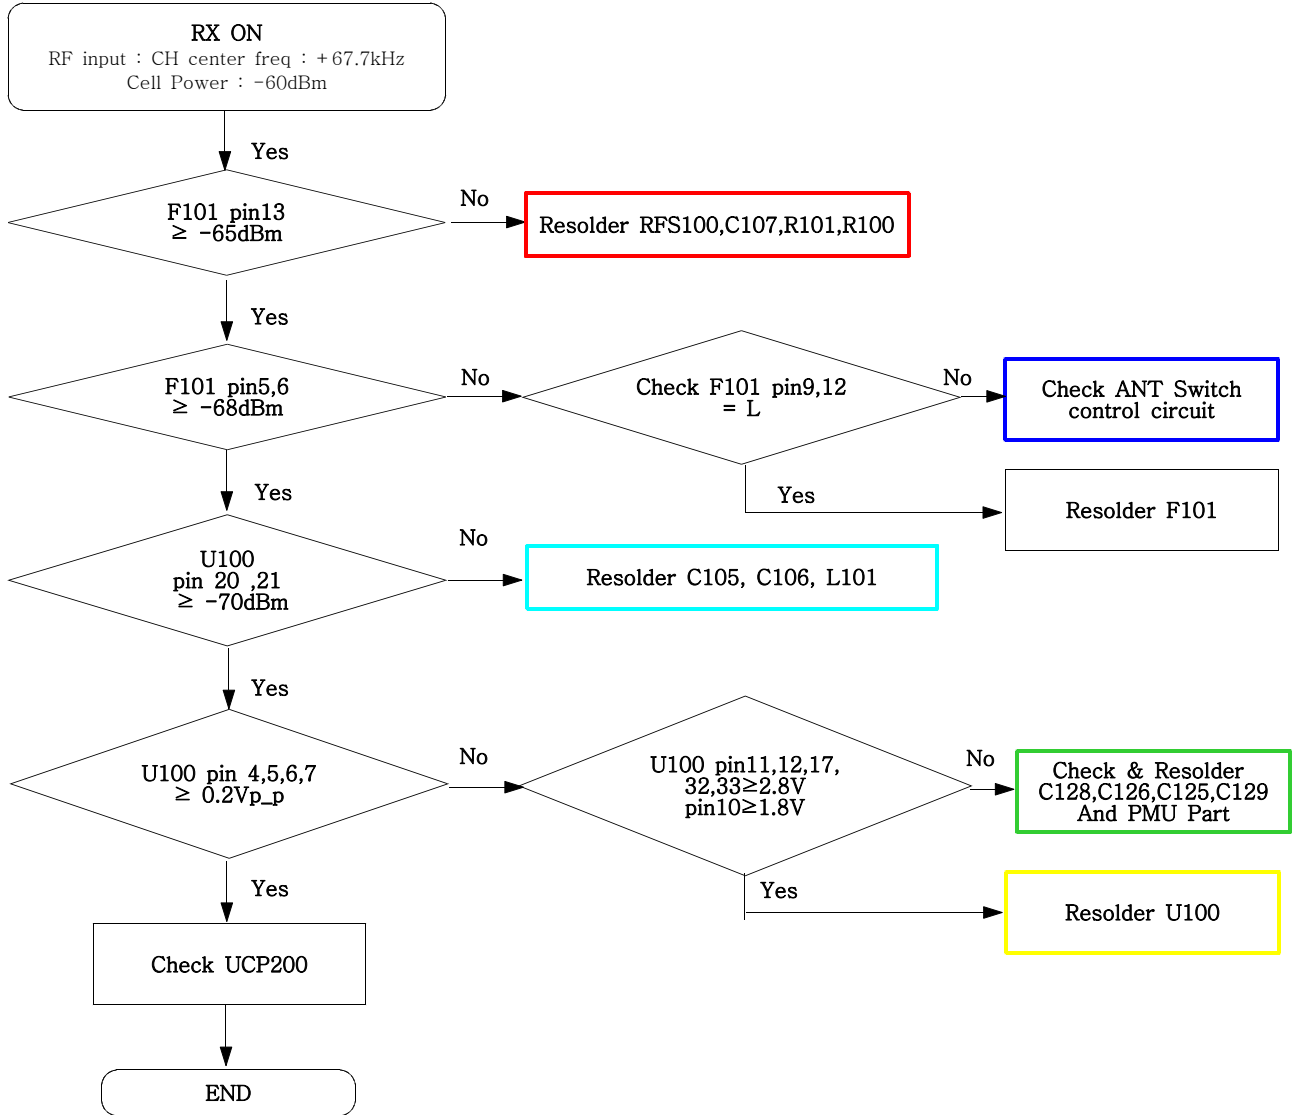 RX ON
RF input : CH center freq : +67.7kHz
Cell Power : -60dBm
Yes
F101 pin13
≥ -65dBm
No
Resolder RFS100,C107,R101,R100
Yes
F101 pin5,6
≥ -68dBm
No
Check F101 pin9,12
= L
No
Check ANT Switch
control circuit
Yes
Resolder F101
Yes
U100
pin 20 ,21
≥ -70dBm
No
Resolder C105, C106, L101
Yes
U100 pin 4,5,6,7
≥ 0.2Vp_p
No
U100 pin11,12,17,
32,33≥2.8V
pin10≥1.8V
No
Check & Resolder
C128,C126,C125,C129
And PMU Part
Yes
Resolder U100
Yes
Check UCP200
END